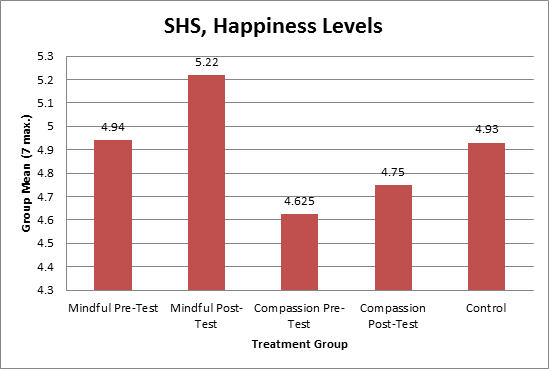 SHS, Happiness Levels
Group Mean (7 max.)
5.3
5.2
5.1
5
4.9
4.8
4.7
4.6
4.5
4.4
4.3
4.94
5.22
4.625
4.75
4.93
Mindful Pre-Test
Mindful Post-
Test
Compassion Pre-
Test
Compassion
Post-Test
Control
Treatment Group